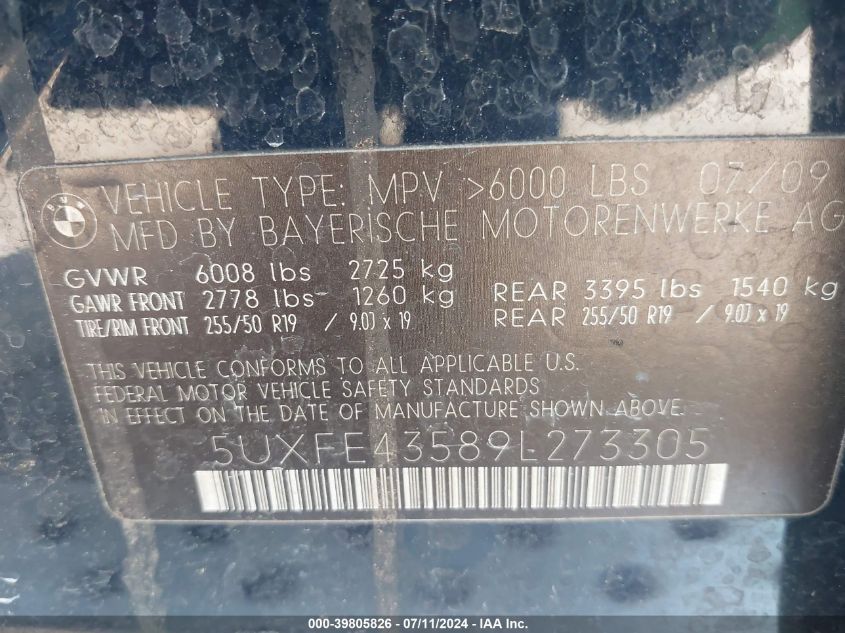 BMW
VEHICLE TYPE: MPV >6000 LBS 07/09
MFD BY BAYERISCHE MOTORENWERKE AG
GVWR 6008 lbs 2725 kg
GAWR FRONT 2778 lbs- 1260 kg REAR 3395 lbs 1540 kg
TIRE/RIM FRONT 255/50 R19 / 9.0J x 19 REAR 255/50 R19 / 9.0J x 19
THIS VEHICLE CONFORMS TO ALL APPLICABLE U.S.
FEDERAL MOTOR VEHICLE SAFETY STANDARDS
IN EFFECT ON THE DATE OF MANUFACTURE SHOWN ABOVE.
5UXFE43589L273305
000-39805826 - 07/11/2024 - IAA Inc.